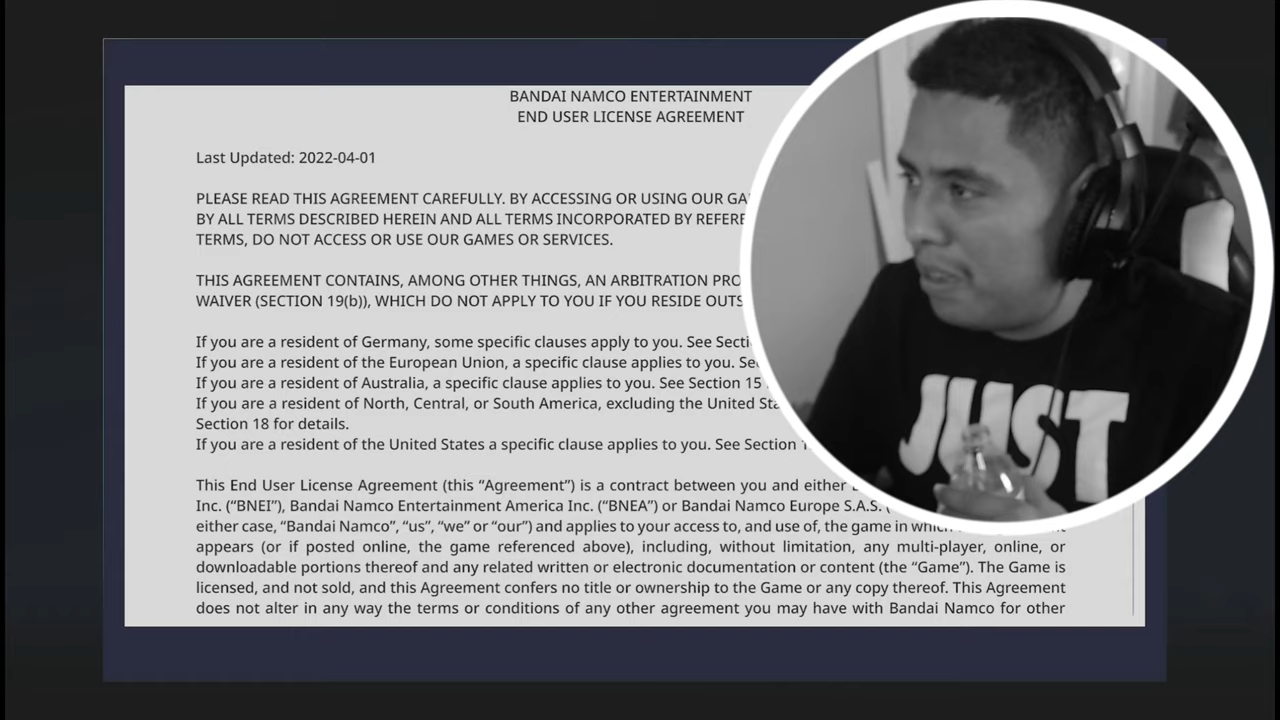 BANDAI NAMCO ENTERTAINMENT
END USER LICENSE AGREEMENT
Last Updated: 2022-04-01
PLEASE READ THIS AGREEMENT CAREFULLY. BY ACCESSING OR USING OUR
BY ALL TERMS DESCRIBED HEREIN AND ALL TERMS INCORPORATED BY
TERMS, DO NOT ACCESS OR USE OUR GAMES OR SERVICES.
THIS AGREEMENT CONTAINS, AMONG OTHER THINGS, AN ARBITRATION
WAIVER (SECTION 19(b)), WHICH DO NOT APPLY TO YOU IF YOU RESIDE
If you are a resident of Germany, some specific clauses apply to you. See
If you are a resident of the European Union, a specific clause applies to you.
If you are a resident of Australia, a specific clause applies to you. See Section 15
If you are a resident of North, Central, or South America, excluding the United
Section 18 for details.
If you are a resident of the United States a specific clause applies to you. See Section
This End User License Agreement (this “Agreement”) is a contract between you and either
Inc. (“BNEI”), Bandai Namco Entertainment America Inc. (“BNEA”) or Bandai Namco Europe S.A.S.
either case, “Bandai Namco”, “us”, “we” or “our”) and applies to your access to, and use of, the game in
appears (or if posted online, the game referenced above), including, without limitation, any multi-player, online, or
downloadable portions thereof and any related written or electronic documentation or content (the “Game”). The Game is
licensed, and not sold, and this Agreement confers no title or ownership to the Game or any copy thereof. This Agreement
does not alter in any way the terms or conditions of any other agreement you may have with Bandai Namco for other
JUST